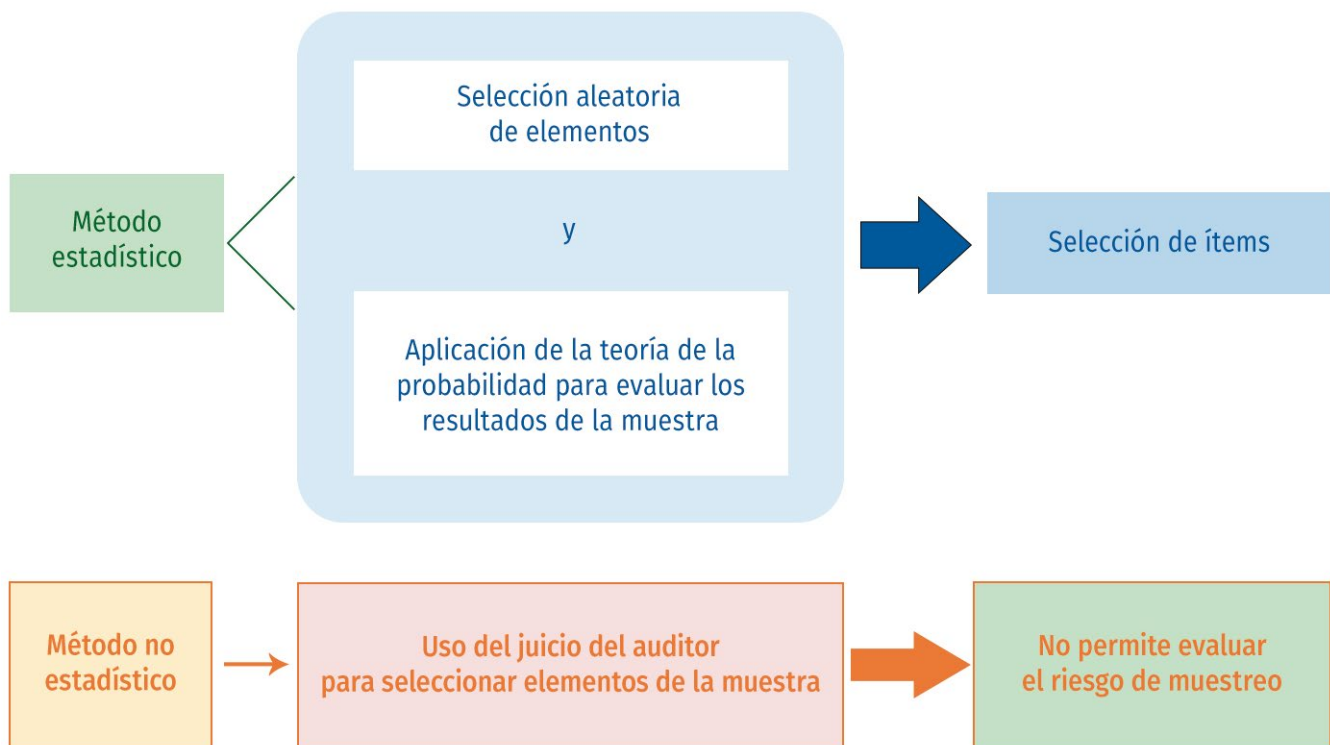 Selección aleatoria
de elementos
Método
estadístico
y
Selección de ítems
Aplicación de la teoría de la
probabilidad para evaluar los
resultados de la muestra
Método no
estadístico
Uso del juicio del auditor
para seleccionar elementos de la muestra
No permite evaluar
el riesgo de muestreo